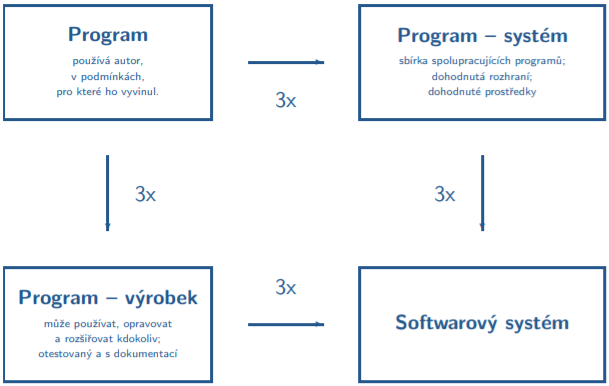 Program
používá autor,
v podmínkách,
pro které ho vyvinul.
3x
Program – systém
sbírka spolupracujících programů;
dohodnutá rozhraní;
dohodnuté prostředky
3x
3x
Program – výrobek
může používat, opravovat
a rozšiřovat kdokoliv;
otestovaný a s dokumentací
3x
Softwarový systém